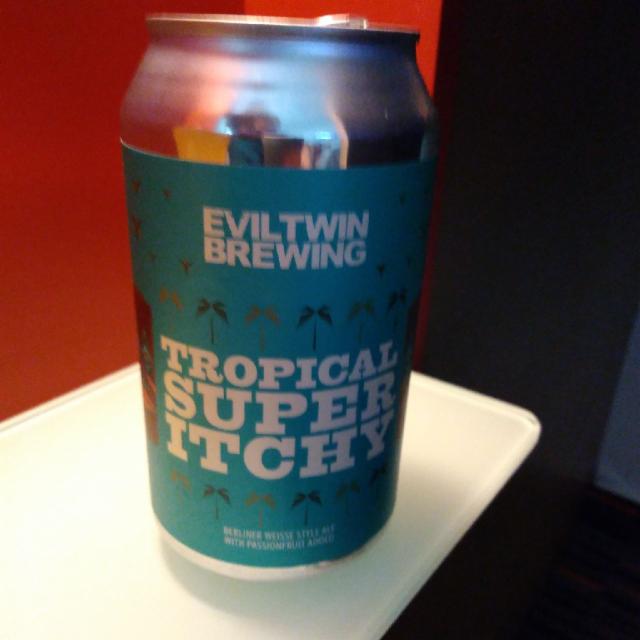 EVILTWIN
BREWING
TROPICAL
SUPER
ITCHY
BERLINER WEISSE STYLE ALE
WITH PASSIONFRUIT ADDED